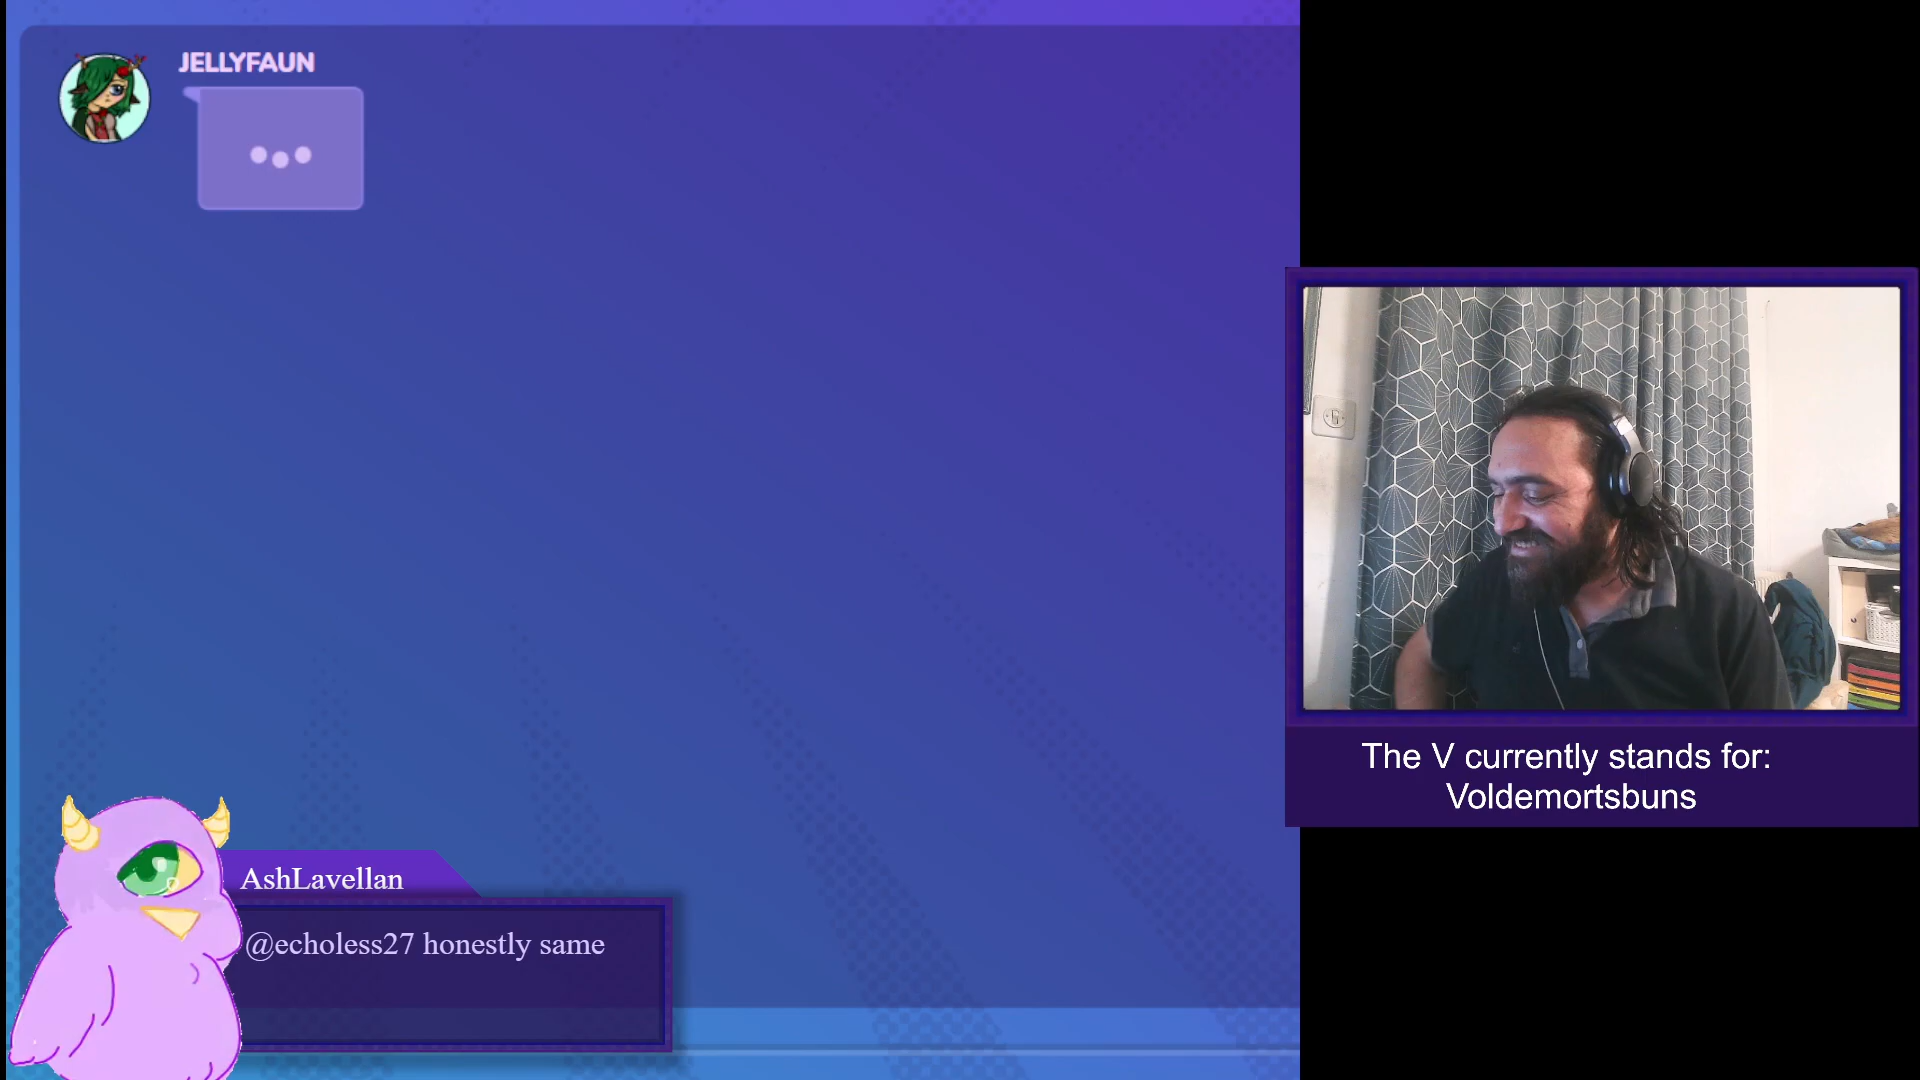 JELLYFAUN
The V currently stands for:
Voldemortsbuns
AshLavellan
@echoless27 honestly same